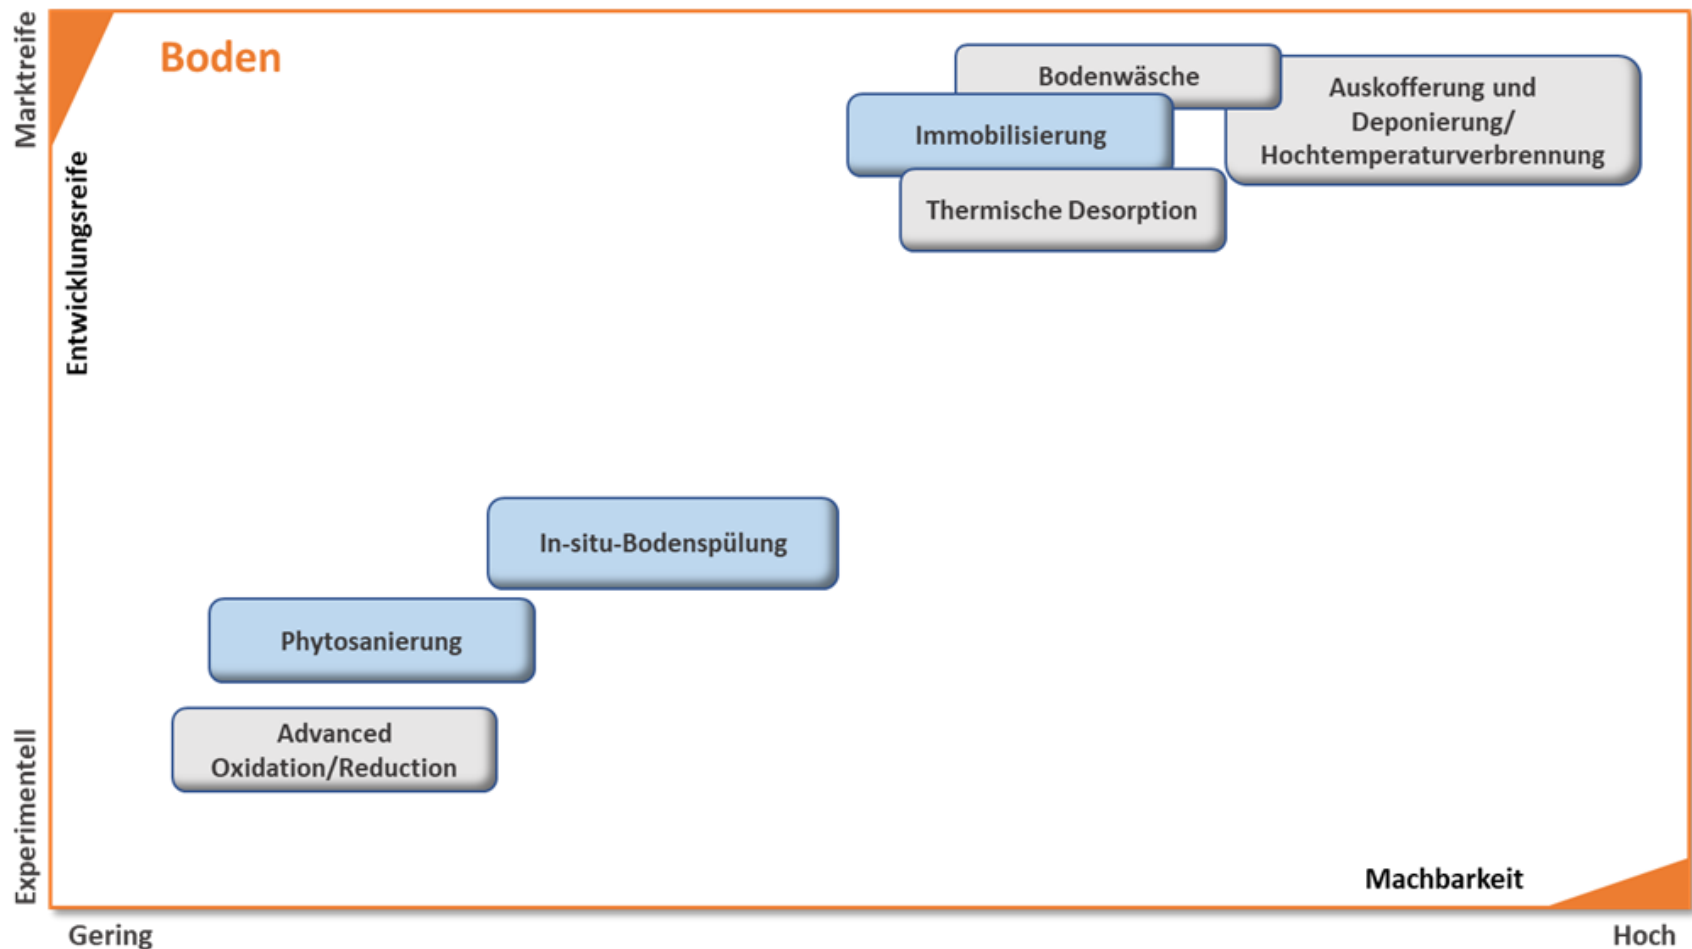 Marktreife
Boden
Bodenwäsche
Auskofferung und
Deponierung/
Hochtemperaturverbrennung
Immobilisierung
Thermische Desorption
Entwicklungsreife
In-situ-Bodenspülung
Phytosanierung
Advanced
Oxidation/Reduction
Experimentell
Machbarkeit
Gering
Hoch